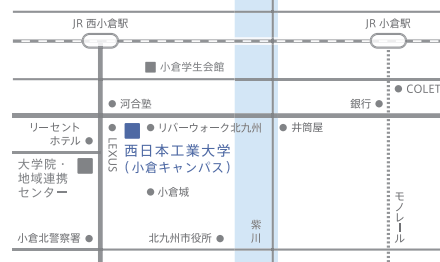 JR 西小倉駅
JR 小倉駅
小倉学生会館
COLET
河合塾
銀行
リーセント
ホテル
LEXUS
リバーウォーク北九州
井筒屋
西日本工業大学
(小倉キャンパス)
大学院・
地域連携
センター
小倉城
モノレール
紫川
小倉北警察署
北九州市役所